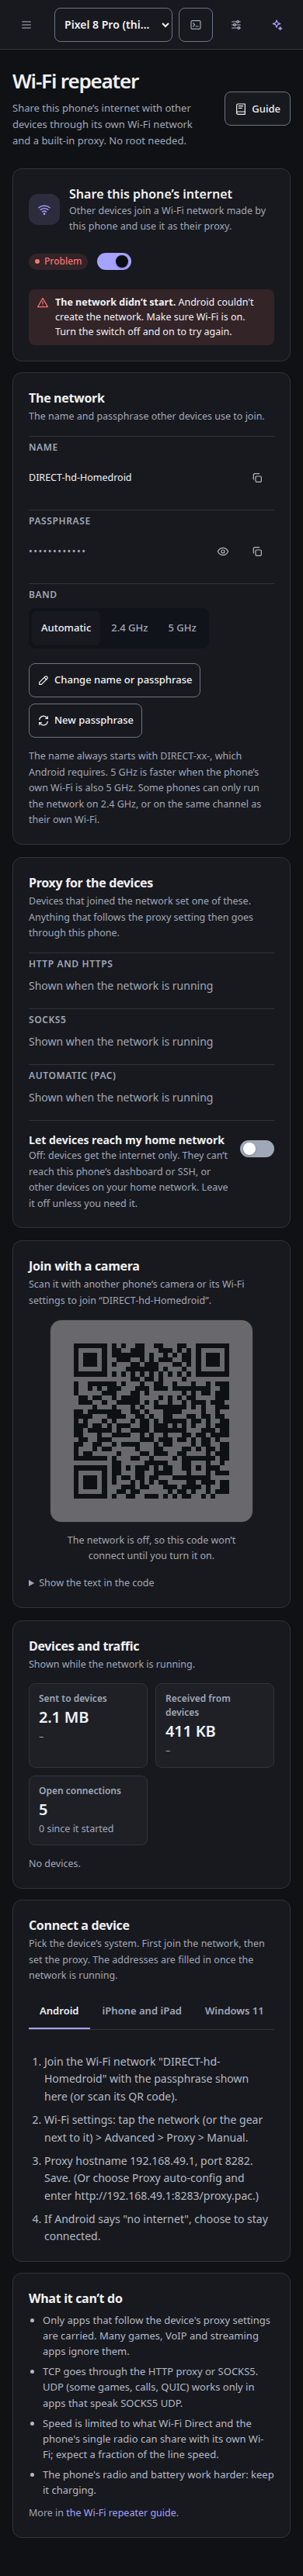 Pixel 8 Pro (thi...
Wi-Fi repeater
Share this phone's internet with other
devices through its own Wi-Fi network
and a built-in proxy. No root needed.
Guide
Share this phone's internet
Other devices join a Wi-Fi network made by
this phone and use it as their proxy.
Problem
The network didn't start. Android couldn't
create the network. Make sure Wi-Fi is on.
Turn the switch off and on to try again.
The network
The name and passphrase other devices use to join.
NAME
DIRECT-hd-Homedroid
PASSPHRASE
••••••••••••
BAND
Automatic 2.4 GHz 5 GHz
Change name or passphrase
New passphrase
The name always starts with DIRECT-xx-, which
Android requires. 5 GHz is faster when the phone's
own Wi-Fi is also 5 GHz. Some phones can only run
the network on 2.4 GHz, or on the same channel as
their own Wi-Fi.
Proxy for the devices
Devices that joined the network set one of these.
Anything that follows the proxy setting then goes
through this phone.
HTTP AND HTTPS
Shown when the network is running
SOCKS5
Shown when the network is running
AUTOMATIC (PAC)
Shown when the network is running
Let devices reach my home network
Off: devices get the internet only. They can't
reach this phone's dashboard or SSH, or
other devices on your home network. Leave
it off unless you need it.
Join with a camera
Scan it with another phone's camera or its Wi-Fi
settings to join “DIRECT-hd-Homedroid”.
The network is off, so this code won't
connect until you turn it on.
Show the text in the code
Devices and traffic
Shown while the network is running.
Sent to devices
2.1 MB
–
Received from
devices
411 KB
–
Open connections
5
0 since it started
No devices.
Connect a device
Pick the device's system. First join the network, then
set the proxy. The addresses are filled in once the
network is running.
Android iPhone and iPad Windows 11
1. Join the Wi-Fi network "DIRECT-hd-
Homedroid" with the passphrase shown
here (or scan its QR code).
2. Wi-Fi settings: tap the network (or the gear
next to it) > Advanced > Proxy > Manual.
3. Proxy hostname 192.168.49.1, port 8282.
Save. (Or choose Proxy auto-config and
enter http://192.168.49.1:8283/proxy.pac.)
4. If Android says "no internet", choose to stay
connected.
What it can't do
• Only apps that follow the device's proxy settings
are carried. Many games, VoIP and streaming
apps ignore them.
• TCP goes through the HTTP proxy or SOCKS5.
UDP (some games, calls, QUIC) works only in
apps that speak SOCKS5 UDP.
• Speed is limited to what Wi-Fi Direct and the
phone's single radio can share with its own Wi-
Fi; expect a fraction of the line speed.
• The phone's radio and battery work harder: keep
it charging.
More in the Wi-Fi repeater guide.